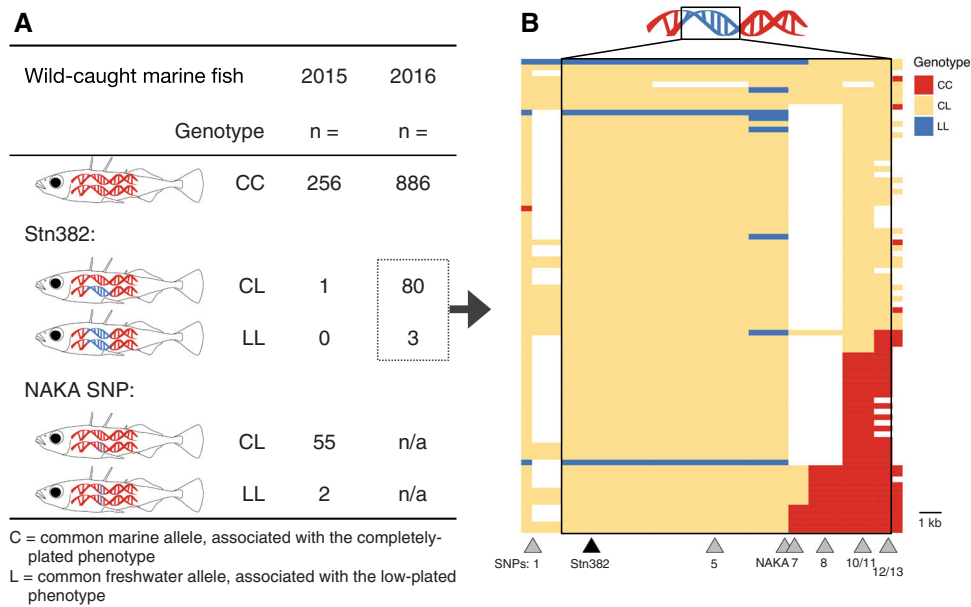 A
Wild-caught marine fish 2015 2016
Genotype n = n =
CC 256 886
Stn382:
CL 1 80
LL 0 3
NAKA SNP:
CL 55 n/a
LL 2 n/a
C = common marine allele, associated with the completely-
plated phenotype
L = common freshwater allele, associated with the low-plated
phenotype
B
Genotype
CC
CL
LL
1 kb
SNPs: 1 Stn382 5 NAKA 7 8 10/11 12/13